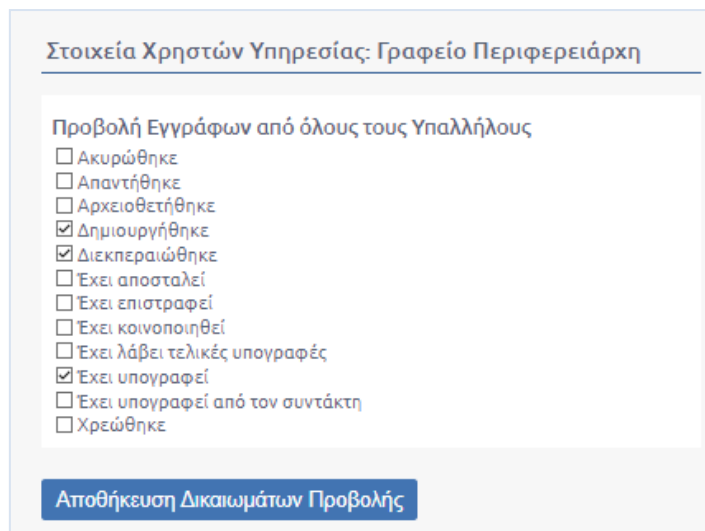 Στοιχεία Χρηστών Υπηρεσίας: Γραφείο Περιφερειάρχη
Προβολή Εγγράφων από όλους τους Υπαλλήλους
Ακυρώθηκε
Απαντήθηκε
Αρχειοθετήθηκε
Δημιουργήθηκε
Διεκπεραιώθηκε
Έχει αποσταλεί
Έχει επιστραφεί
Έχει κοινοποιηθεί
Έχει λάβει τελικές υπογραφές
Έχει υπογραφεί
Έχει υπογραφεί από τον συντάκτη
Χρεώθηκε
Αποθήκευση Δικαιωμάτων Προβολής